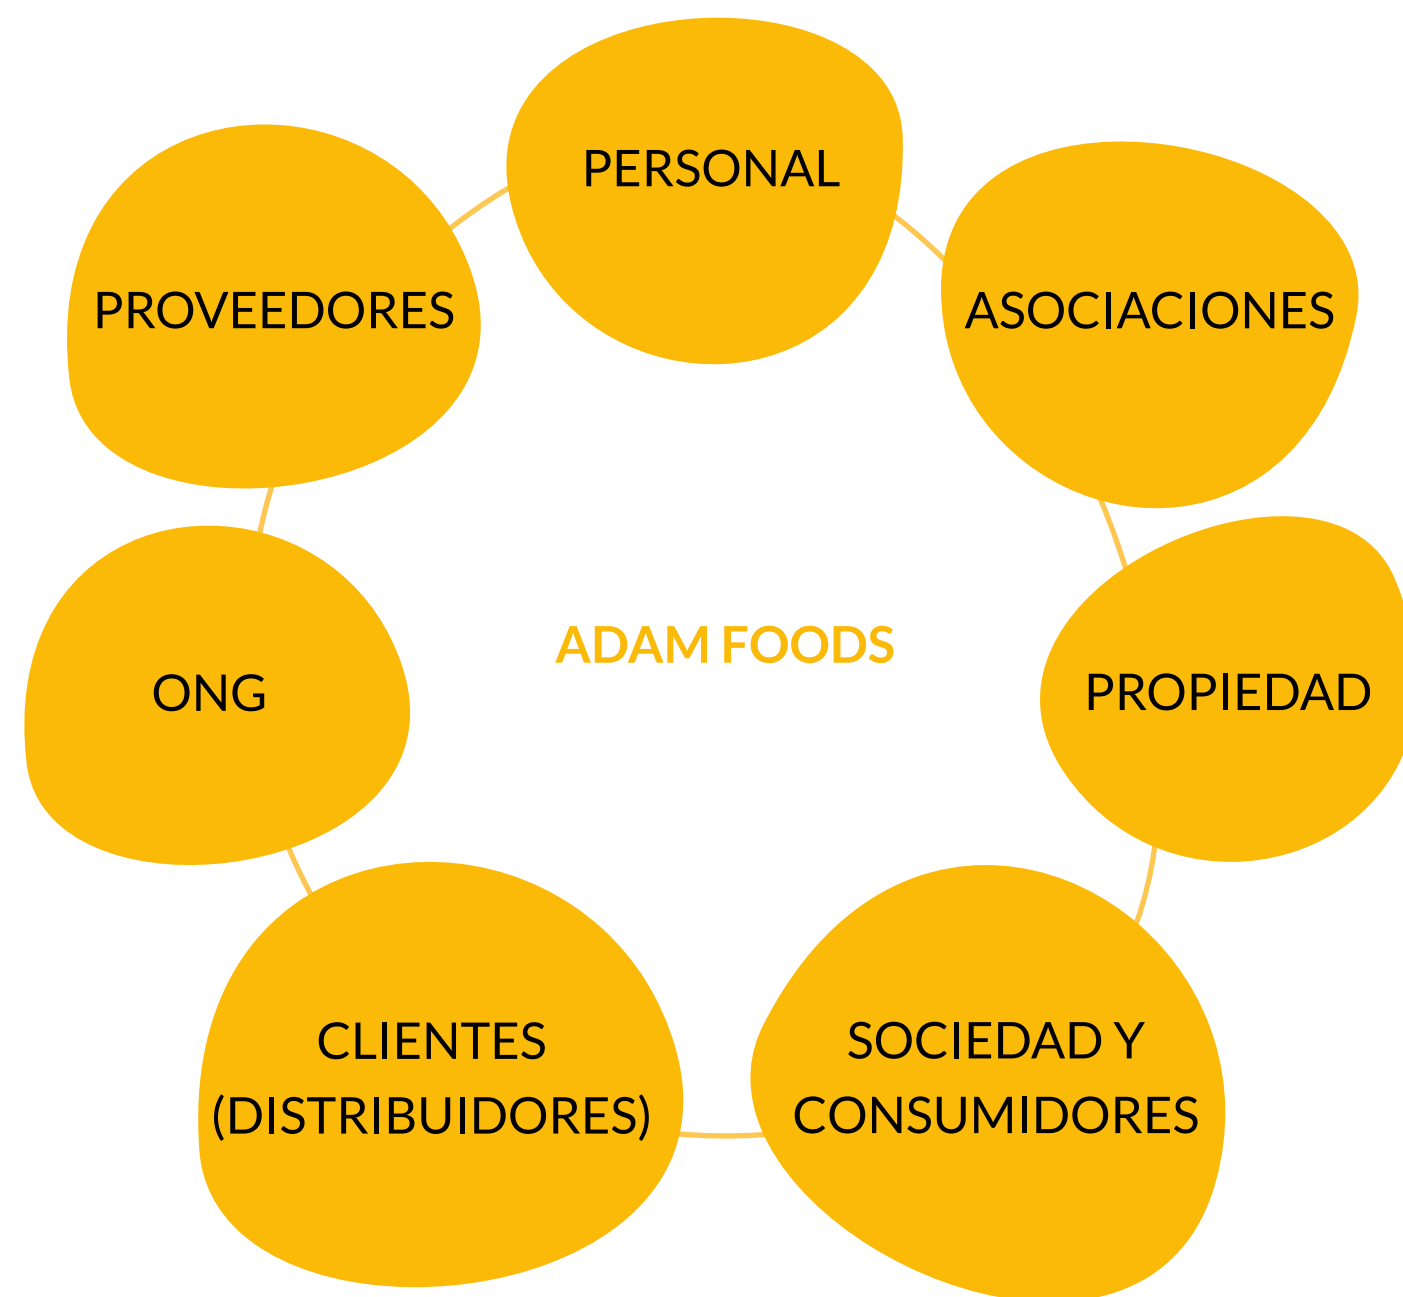 PERSONAL
PROVEEDORES
ASOCIACIONES
ADAM FOODS
ONG
PROPIEDAD
CLIENTES
(DISTRIBUIDORES)
SOCIEDAD Y
CONSUMIDORES